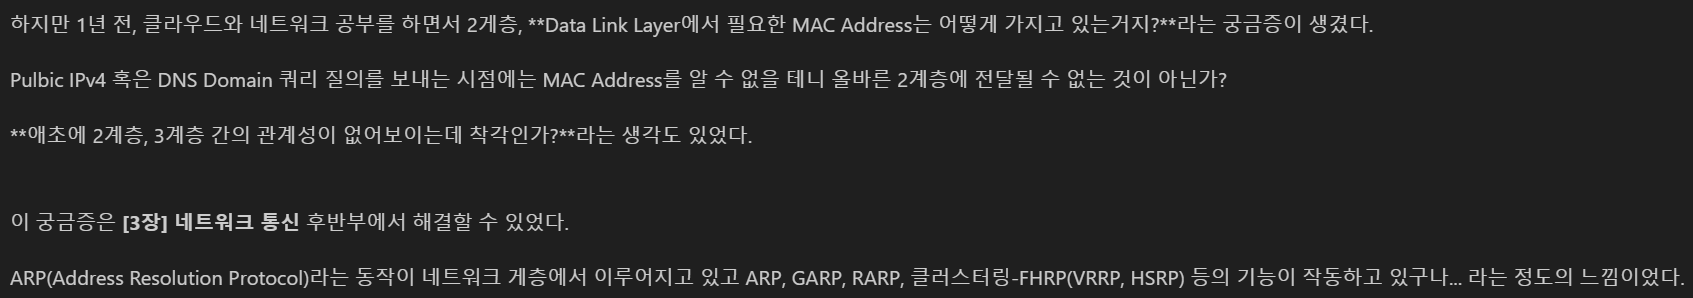 하지만 1년 전, 클라우드와 네트워크 공부를 하면서 2게층, **Data Link Layer에서 필요한 MAC Address는 어떻게 가지고 있는거지?**라는 궁금증이 생겼다.
Pulbic IPv4 혹은 DNS Domain 쿼리 질의를 보내는 시점에는 MAC Address를 알 수 없을 테니 올바른 2계층에 전달될 수 없는 것이 아닌가?
**애초에 2계층, 3계층 간의 관계성이 없어보이는데 착각인가?**라는 생각도 있었다.
이 궁금증은 [3장] 네트워크 통신 후반부에서 해결할 수 있었다.
ARP(Address Resolution Protocol)라는 동작이 네트워크 게층에서 이루어지고 있고 ARP, GARP, RARP, 클러스터링-FHRP(VRRP, HSRP) 등의 기능이 작동하고 있구나... 라는 정도의 느낌이었다.